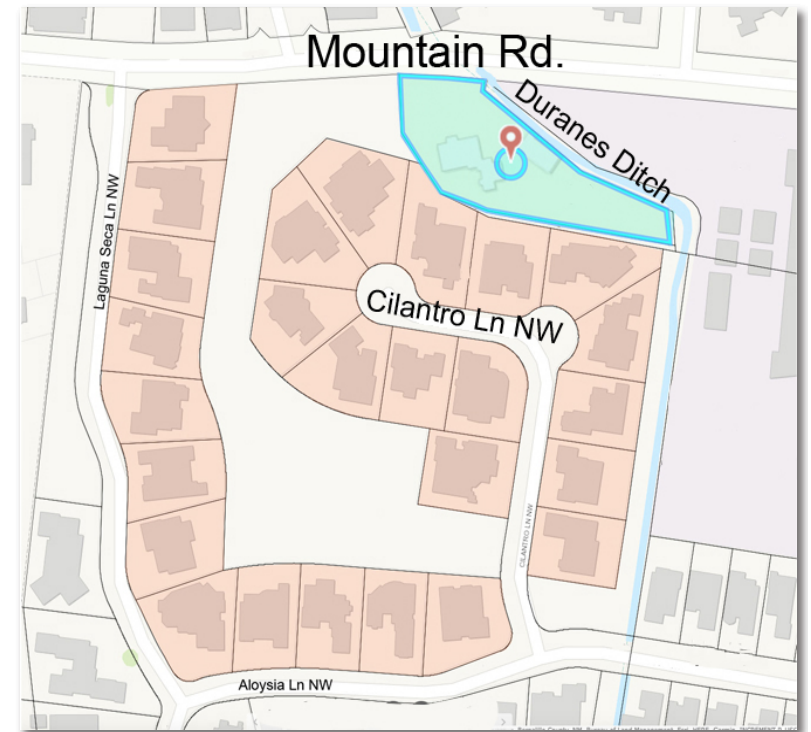 Mountain Rd.
Duranes Ditch
Laguna Seca Ln NW
Cilantro Ln NW
CILANTRO LN NW
Aloysia Ln NW